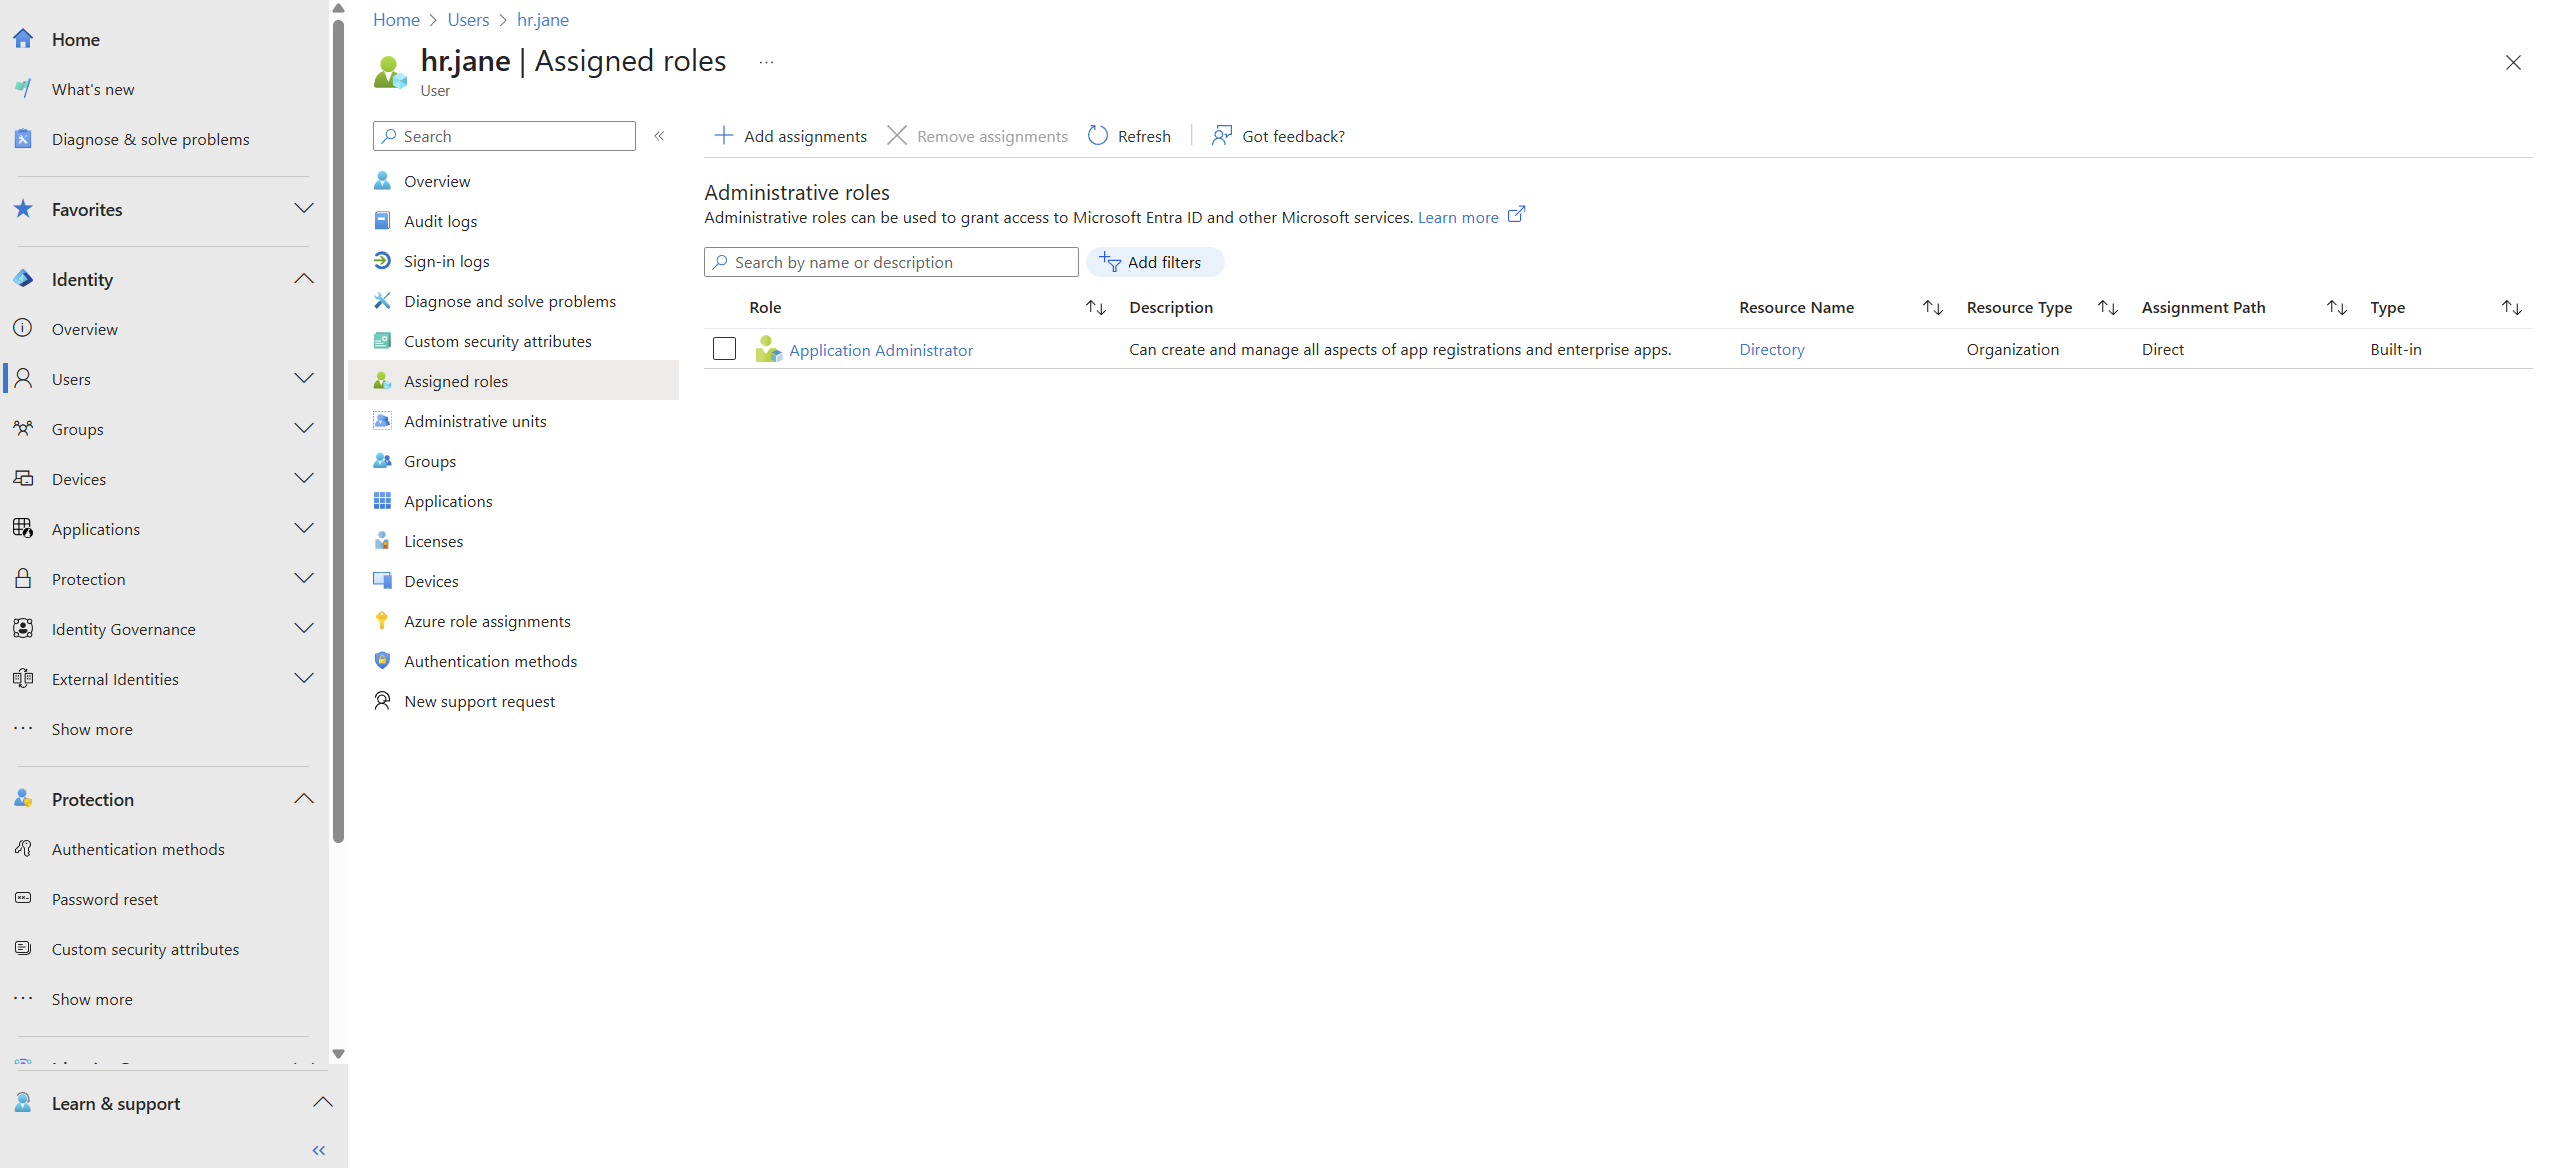 Home
What's new
Diagnose & solve problems
Favorites
Identity
Overview
Users
Groups
Devices
Applications
Protection
Identity Governance
External Identities
Show more
Protection
Authentication methods
Password reset
Custom security attributes
Show more
Learn & support
Home > Users > hr.jane
hr.jane | Assigned roles ...
User
Search
Overview
Audit logs
Sign-in logs
Diagnose and solve problems
Custom security attributes
Assigned roles
Administrative units
Groups
Applications
Licenses
Devices
Azure role assignments
Authentication methods
New support request
Add assignments Remove assignments Refresh Got feedback?
Administrative roles
Administrative roles can be used to grant access to Microsoft Entra ID and other Microsoft services. Learn more
Search by name or description Add filters
Role Description Resource Name Resource Type Assignment Path Type
Application Administrator Can create and manage all aspects of app registrations and enterprise apps. Directory Organization Direct Built-in